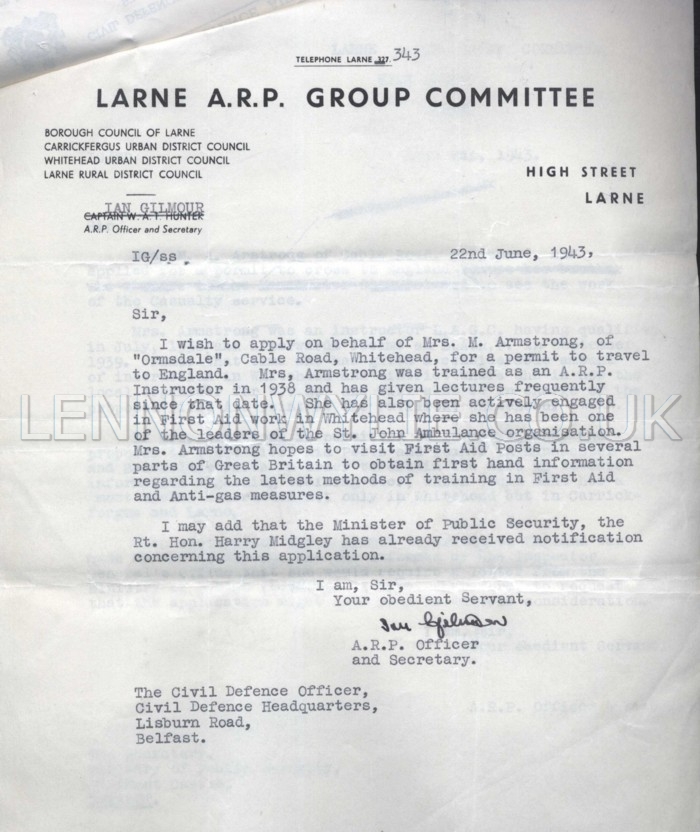 TELEPHONE LARNE 327. 343
LARNE A.R.P. GROUP COMMITTEE
BOROUGH COUNCIL OF LARNE
CARRICKFERGUS URBAN DISTRICT COUNCIL
WHITEHEAD URBAN DISTRICT COUNCIL
LARNE RURAL DISTRICT COUNCIL
HIGH STREET
LARNE
IAN GILMOUR
CAPTAIN W. A. T. HUNTER
A.R.P. Officer and Secretary
IG/ss.
22nd June, 1943,
Sir,
I wish to apply on behalf of Mrs. M. Armstrong, of
"Ormsdale", Cable Road, Whitehead, for a permit to travel
to England. Mrs, Armstrong was trained as an A.R.P.
Instructor in 1938 and has given lectures frequently
since that date. She has also been actively engaged
in First Aid work in Whitehead where she has been one
of the leaders of the St. John Ambulance organisation.
Mrs. Armstrong hopes to visit First Aid Posts in several
parts of Great Britain to obtain first hand information
regarding the latest methods of training in First Aid
and Anti-gas measures.
I may add that the Minister of Public Security, the
Rt. Hon. Harry Midgley has already received notification
concerning this application.
I am, Sir,
Your obedient Servant,
Ian Gilmour
A.R.P. Officer
and Secretary.
The Civil Defence Officer,
Civil Defence Headquarters,
Lisburn Road,
Belfast.
LENNONWYLIE.CO.UK